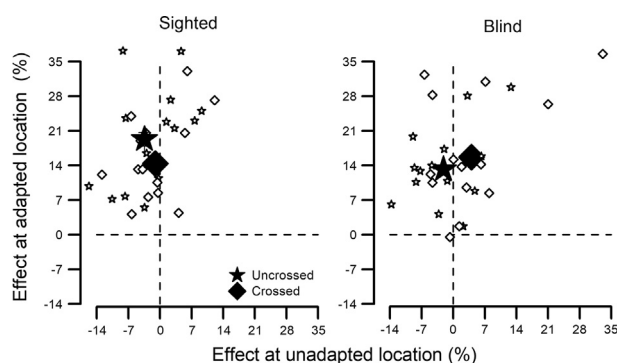 Sighted
Blind
Effect at adapted location (%)
35
28
21
14
7
0
-7
-14
35
28
21
14
7
0
-7
-14
Uncrossed
Crossed
-14 -7 0 7 14 21 28 35
-14 -7 0 7 14 21 28 35
Effect at unadapted location (%)